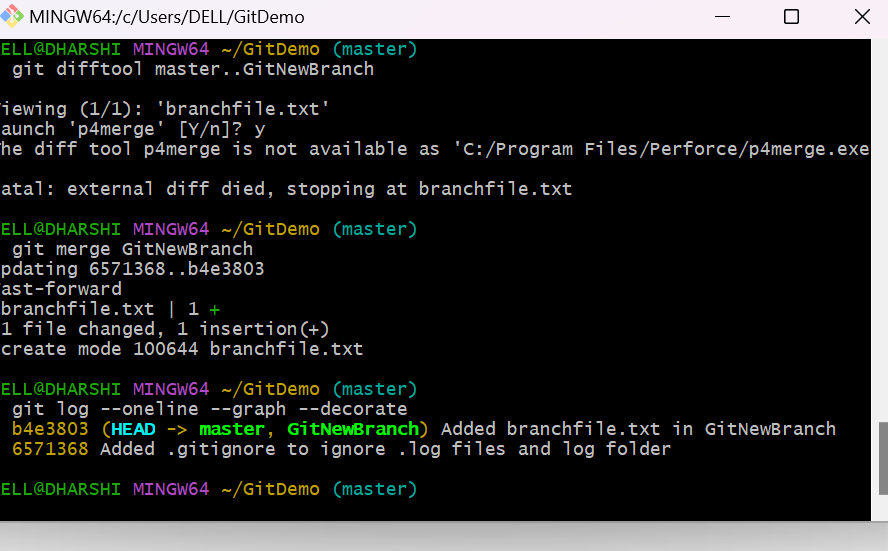 MINGW64:/c/Users/DELL/GitDemo
ELL@DHARSHI MINGW64 ~/GitDemo (master)
git difftool master..GitNewBranch
iewing (1/1): 'branchfile.txt'
aunch 'p4merge' [Y/n]? y
he diff tool p4merge is not available as 'C:/Program Files/Perforce/p4merge.exe
atal: external diff died, stopping at branchfile.txt
ELL@DHARSHI MINGW64 ~/GitDemo (master)
git merge GitNewBranch
pdating 6571368..b4e3803
ast-forward
branchfile.txt | 1 +
1 file changed, 1 insertion(+)
create mode 100644 branchfile.txt
ELL@DHARSHI MINGW64 ~/GitDemo (master)
git log --oneline --graph --decorate
b4e3803 (HEAD -> master, GitNewBranch) Added branchfile.txt in GitNewBranch
6571368 Added .gitignore to ignore .log files and log folder
ELL@DHARSHI MINGW64 ~/GitDemo (master)